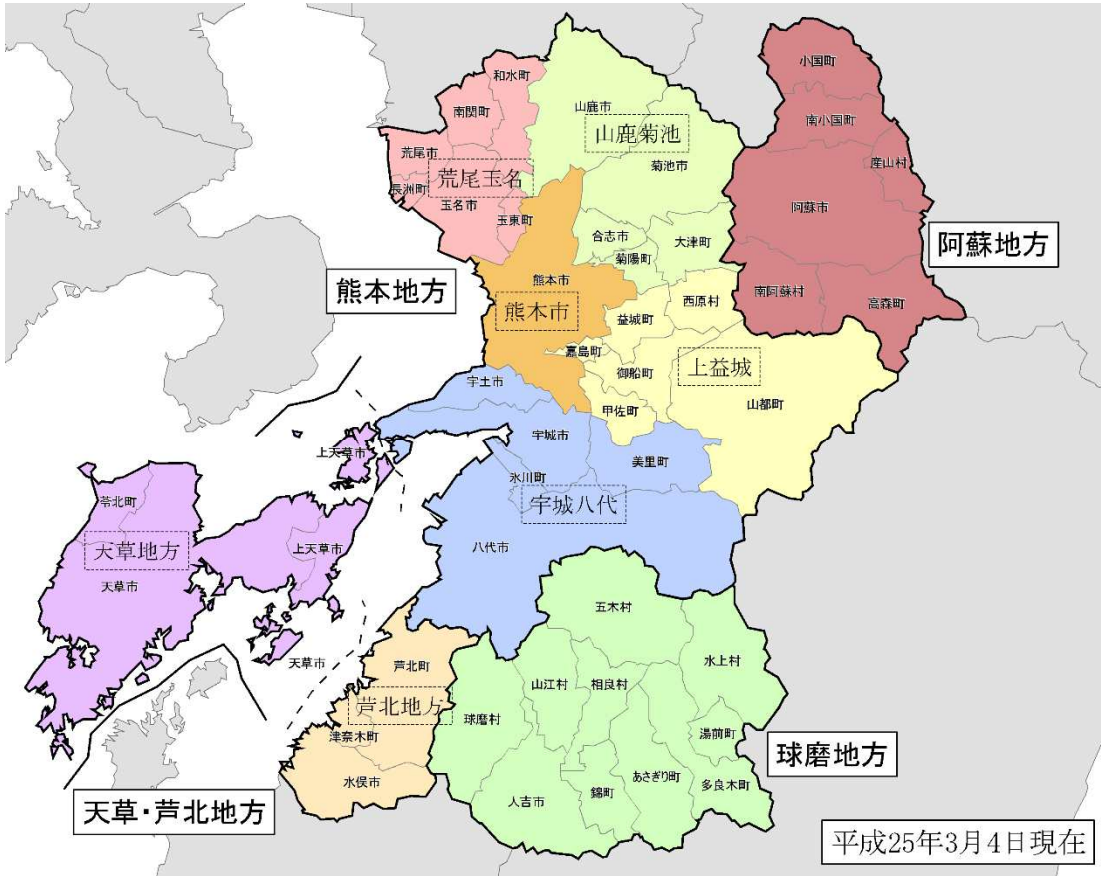 小国町
和水町
山鹿市
南関町
南小国町
山鹿菊池
荒尾市
菊池市
産山村
荒尾玉名
長洲町
玉名市
阿蘇市
玉東町
合志市
大津町
阿蘇地方
菊陽町
熊本市
熊本地方
南阿蘇村
西原村
高森町
熊本市
益城町
嘉島町
上益城
御船町
宇土市
山都町
甲佐町
宇城市
上天草市
美里町
氷川町
苓北町
宇城八代
天草地方
上天草市
八代市
天草市
五木村
水上村
天草市
芦北町
山江村
相良村
芦北地方
球磨村
津奈木町
湯前町
球磨地方
水俣市
あさぎり町
多良木町
人吉市
錦町
天草・芦北地方
平成25年3月4日現在